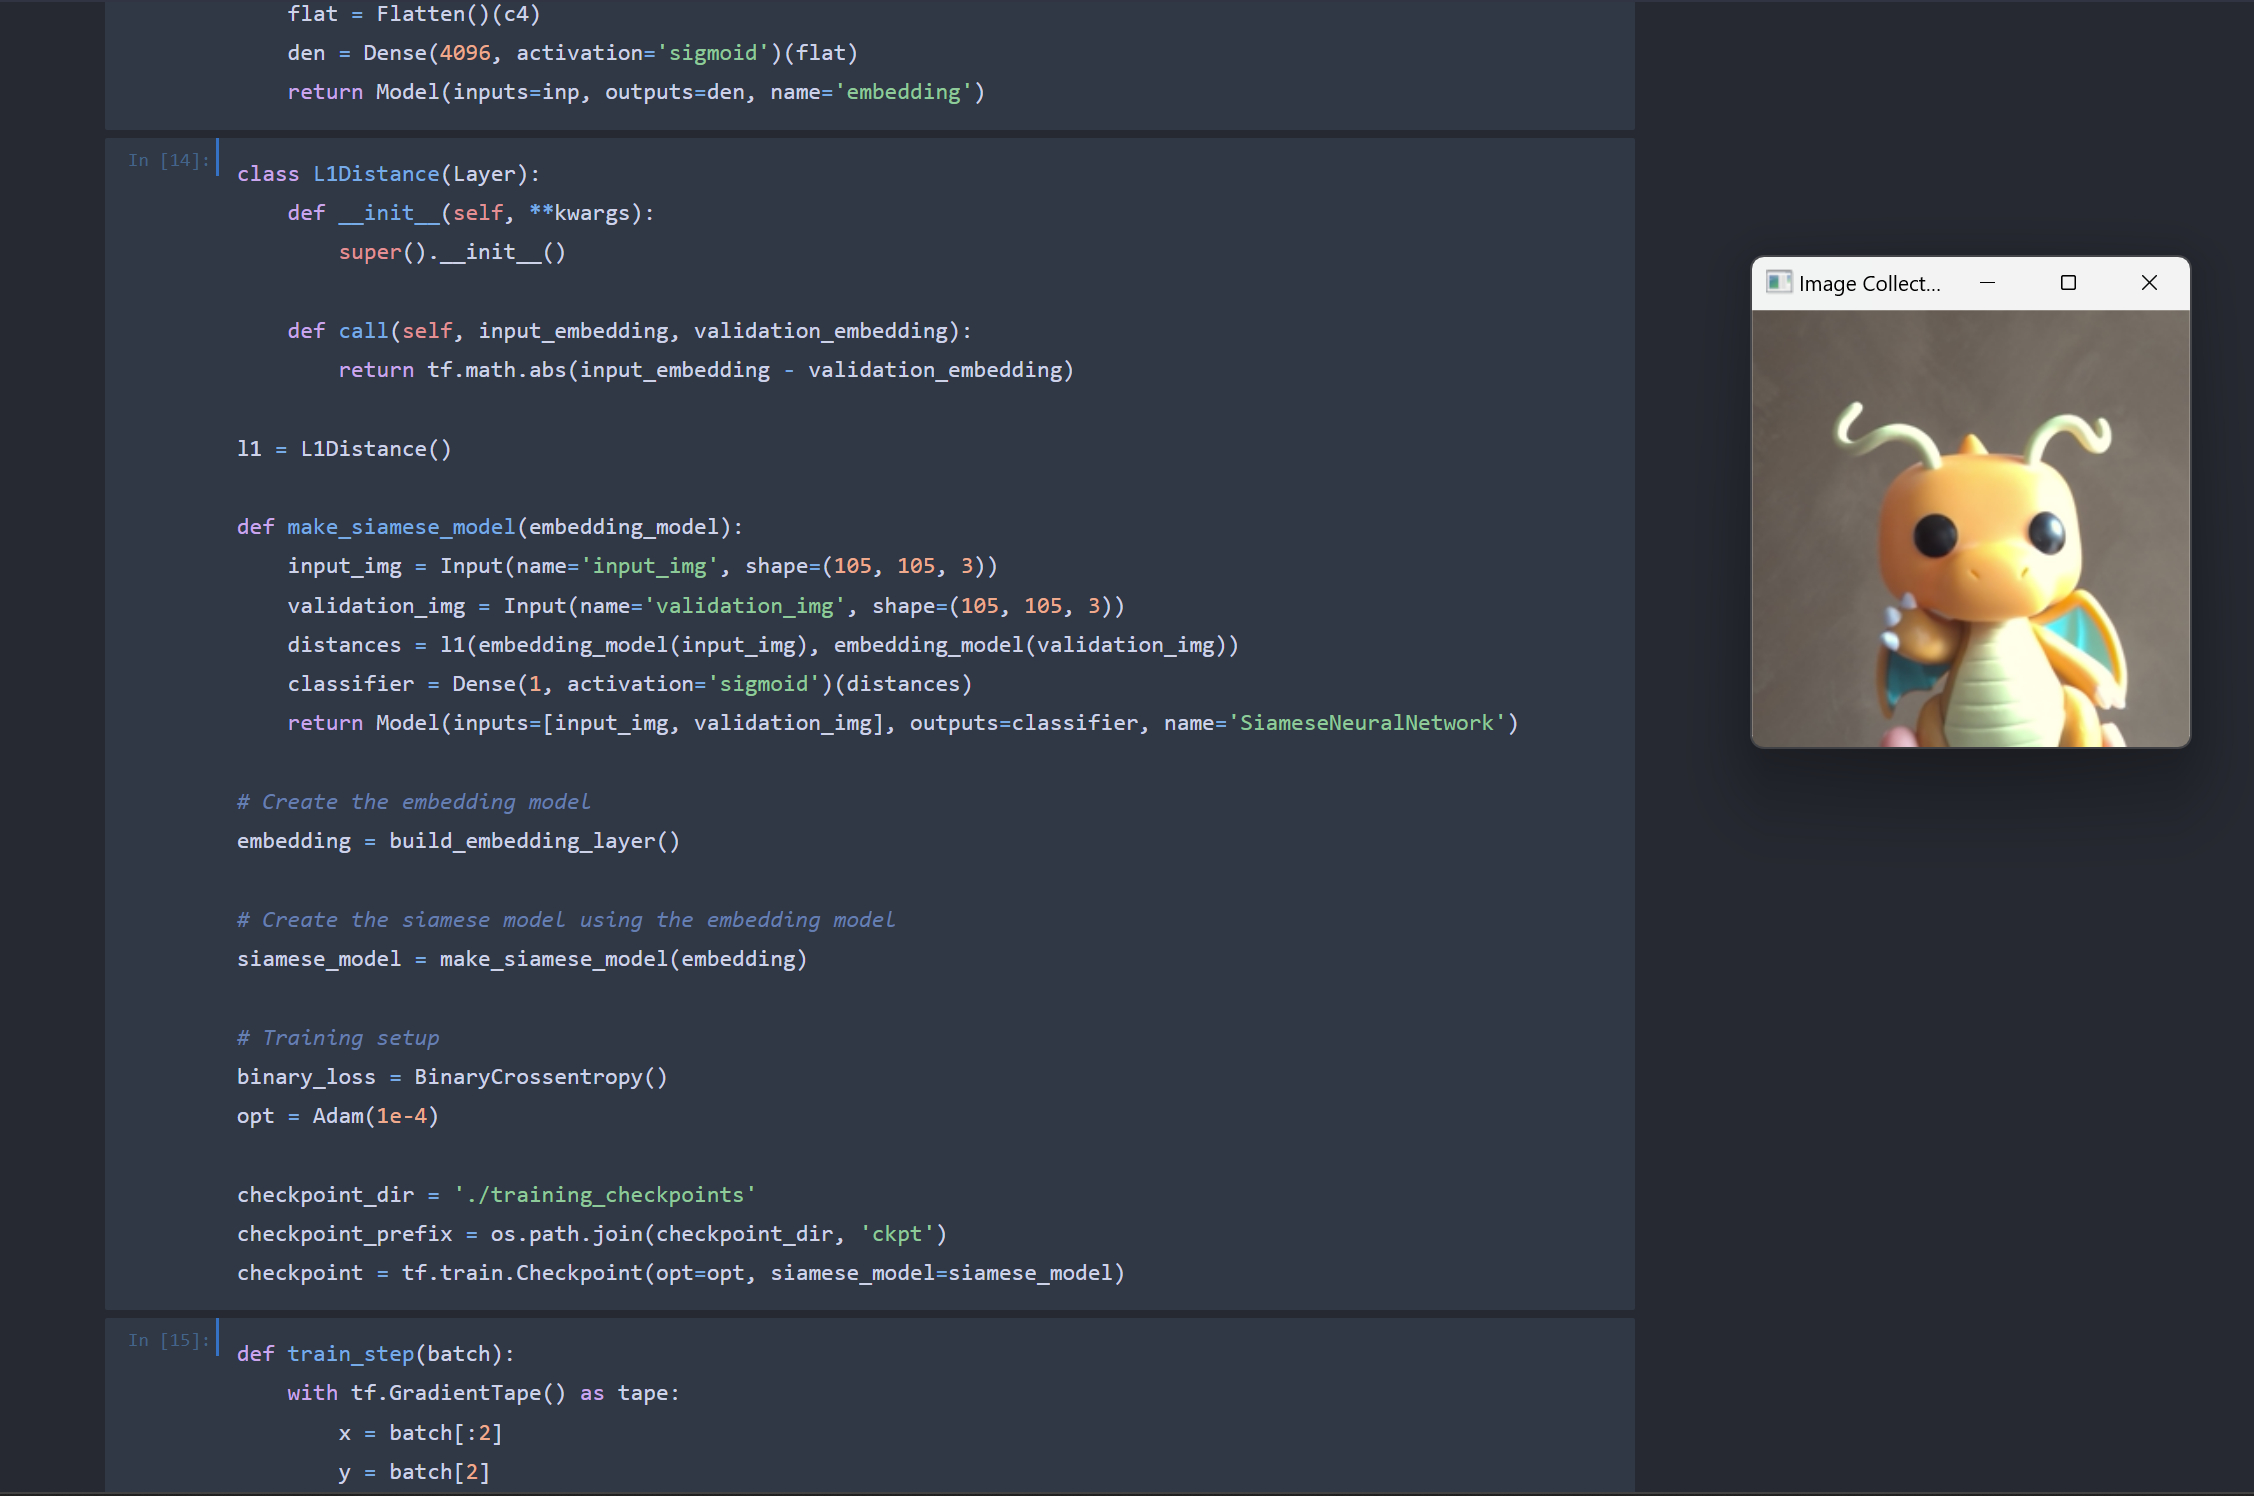 flat = Flatten()(c4)
den = Dense(4096, activation='sigmoid')(flat)
return Model(inputs=inp, outputs=den, name='embedding')
In [14]:
class L1Distance(Layer):
def __init__(self, **kwargs):
super().__init__()
def call(self, input_embedding, validation_embedding):
return tf.math.abs(input_embedding - validation_embedding)
l1 = L1Distance()
def make_siamese_model(embedding_model):
input_img = Input(name='input_img', shape=(105, 105, 3))
validation_img = Input(name='validation_img', shape=(105, 105, 3))
distances = l1(embedding_model(input_img), embedding_model(validation_img))
classifier = Dense(1, activation='sigmoid')(distances)
return Model(inputs=[input_img, validation_img], outputs=classifier, name='SiameseNeuralNetwork')
# Create the embedding model
embedding = build_embedding_layer()
# Create the siamese model using the embedding model
siamese_model = make_siamese_model(embedding)
# Training setup
binary_loss = BinaryCrossentropy()
opt = Adam(1e-4)
checkpoint_dir = './training_checkpoints'
checkpoint_prefix = os.path.join(checkpoint_dir, 'ckpt')
checkpoint = tf.train.Checkpoint(opt=opt, siamese_model=siamese_model)
In [15]:
def train_step(batch):
with tf.GradientTape() as tape:
x = batch[:2]
y = batch[2]
Image Collect...